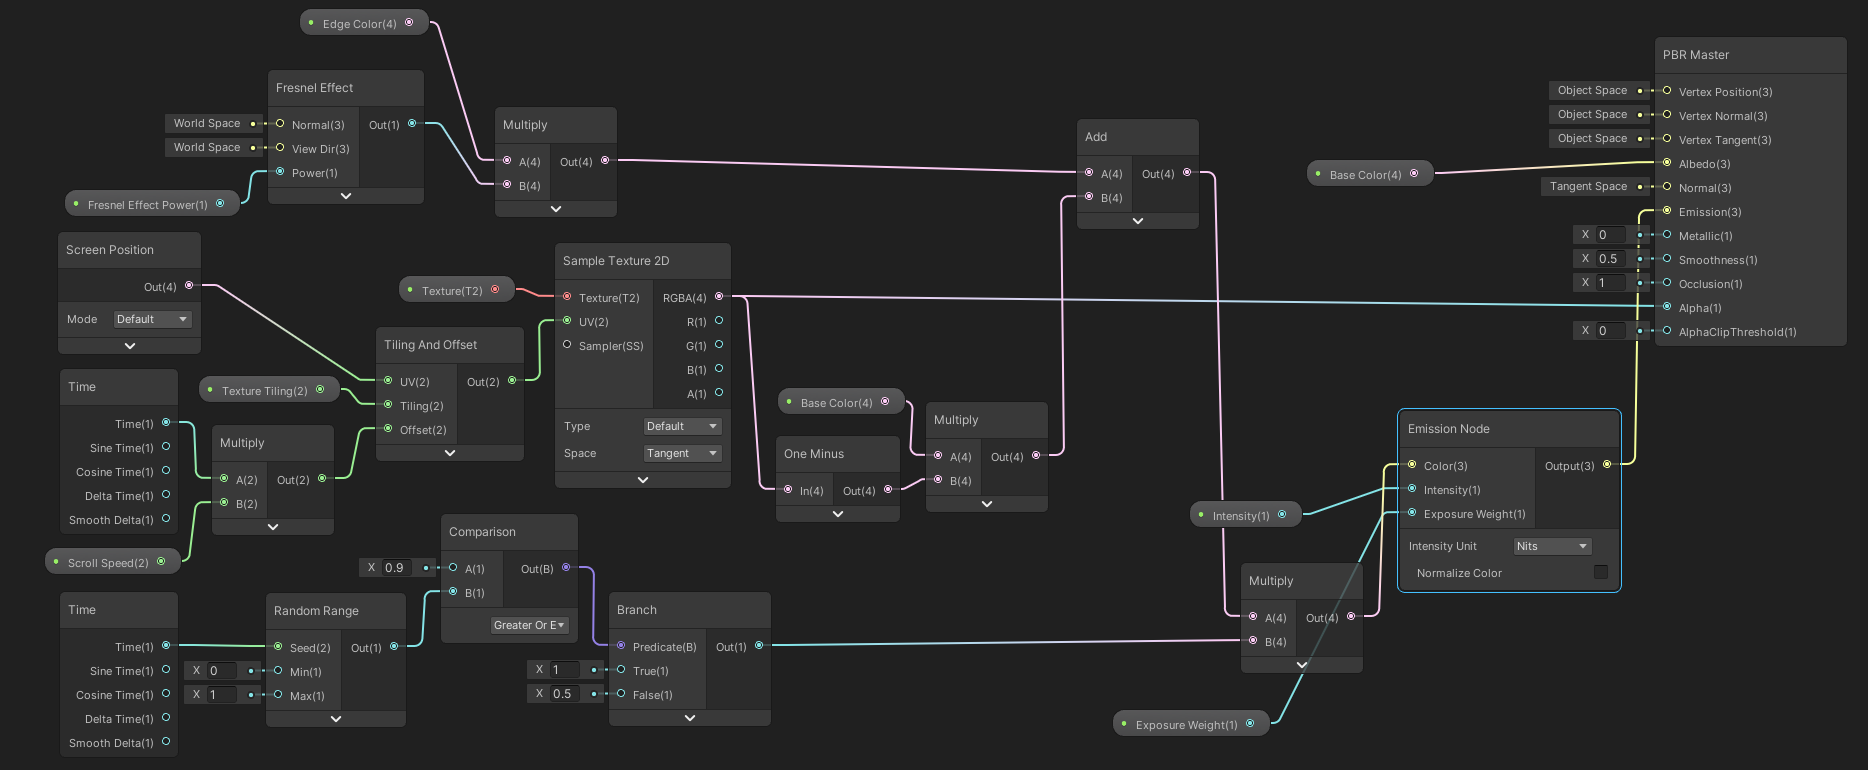 Edge Color(4)
Fresnel Effect
World Space
Normal(3)
Out(1)
World Space
View Dir(3)
Power(1)
Fresnel Effect Power(1)
Multiply
A(4)
Out(4)
B(4)
Screen Position
Out(4)
Mode
Default
Time
Time(1)
Sine Time(1)
Cosine Time(1)
Delta Time(1)
Smooth Delta(1)
Scroll Speed(2)
Multiply
A(2)
Out(2)
B(2)
Texture Tiling(2)
Tiling And Offset
UV(2)
Out(2)
Tiling(2)
Offset(2)
Texture(T2)
Sample Texture 2D
Texture(T2)
RGBA(4)
UV(2)
R(1)
Sampler(SS)
G(1)
B(1)
A(1)
Type
Default
Space
Tangent
Base Color(4)
One Minus
In(4)
Out(4)
Multiply
A(4)
Out(4)
B(4)
Add
A(4)
Out(4)
B(4)
Time
Time(1)
Sine Time(1)
Cosine Time(1)
Delta Time(1)
Smooth Delta(1)
Random Range
Seed(2)
Out(1)
X 0
Min(1)
X 1
Max(1)
Comparison
X 0.9
A(1)
Out(B)
B(1)
Greater Or E
Branch
Predicate(B)
Out(1)
X 1
True(1)
X 0.5
False(1)
Multiply
A(4)
Out(4)
B(4)
Intensity(1)
Exposure Weight(1)
Emission Node
Color(3)
Output(3)
Intensity(1)
Exposure Weight(1)
Intensity Unit
Nits
Normalize Color
Base Color(4)
PBR Master
Object Space
Vertex Position(3)
Object Space
Vertex Normal(3)
Object Space
Vertex Tangent(3)
Albedo(3)
Tangent Space
Normal(3)
Emission(3)
X 0
Metallic(1)
X 0.5
Smoothness(1)
X 1
Occlusion(1)
Alpha(1)
X 0
AlphaClipThreshold(1)